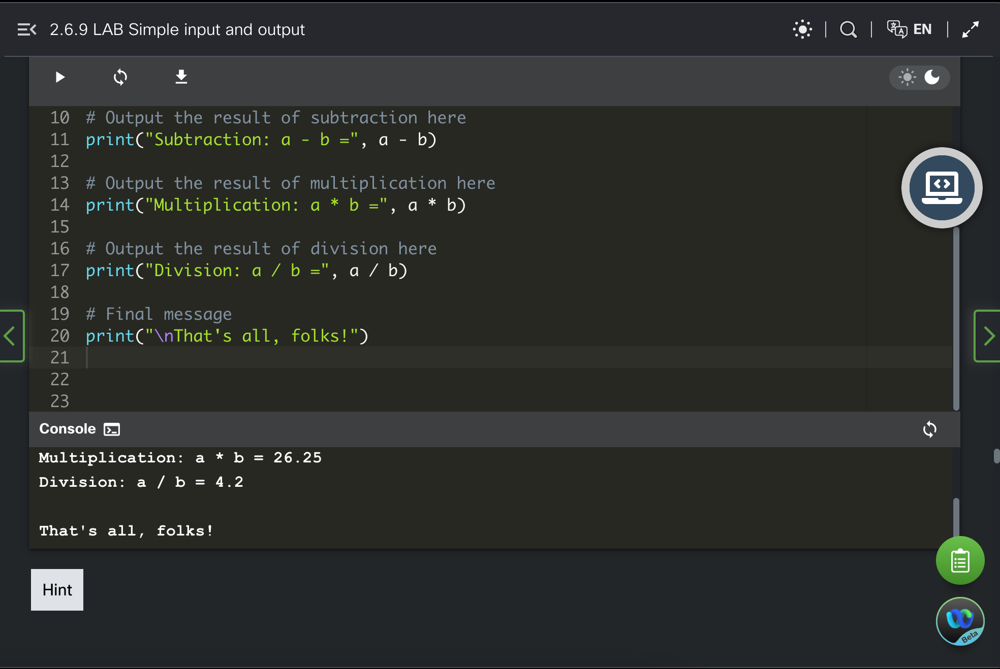 2.6.9 LAB Simple input and output
EN
10 # Output the result of subtraction here
11 print("Subtraction: a - b =", a - b)
12
13 # Output the result of multiplication here
14 print("Multiplication: a * b =", a * b)
15
16 # Output the result of division here
17 print("Division: a / b =", a / b)
18
19 # Final message
20 print("\nThat's all, folks!")
21
22
23
Console
Multiplication: a * b = 26.25
Division: a / b = 4.2
That's all, folks!
Hint
Beta